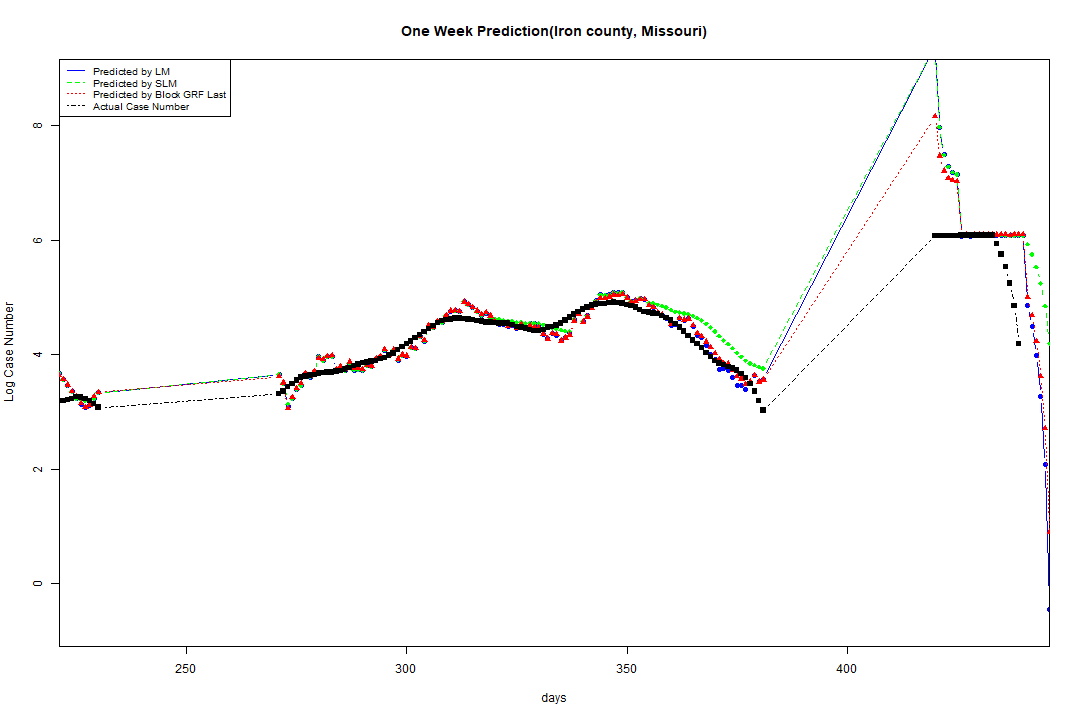 One Week Prediction(Iron county, Missouri)
Predicted by LM
Predicted by SLM
Predicted by Block GRF Last
Actual Case Number
8
6
4
2
0
Log Case Number
250
300
350
400
days